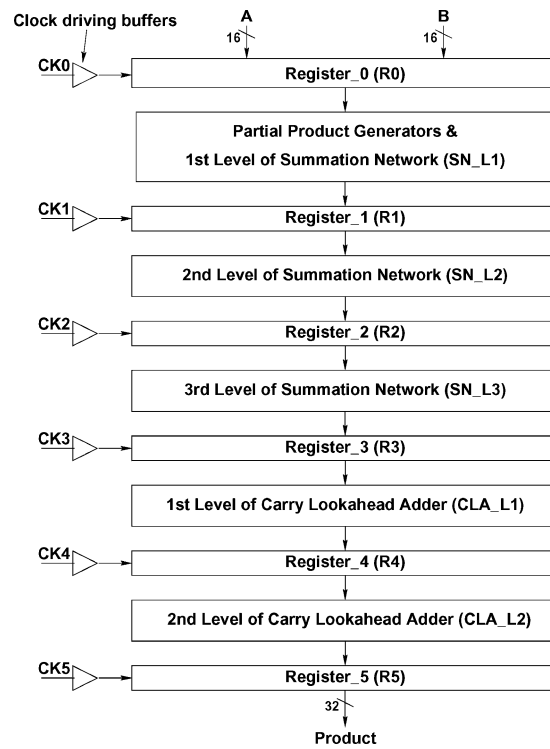 Clock driving buffers
A
B
16
16
CK0
Register_0 (R0)
Partial Product Generators &
1st Level of Summation Network (SN_L1)
CK1
Register_1 (R1)
2nd Level of Summation Network (SN_L2)
CK2
Register_2 (R2)
3rd Level of Summation Network (SN_L3)
CK3
Register_3 (R3)
1st Level of Carry Lookahead Adder (CLA_L1)
CK4
Register_4 (R4)
2nd Level of Carry Lookahead Adder (CLA_L2)
CK5
Register_5 (R5)
32
Product